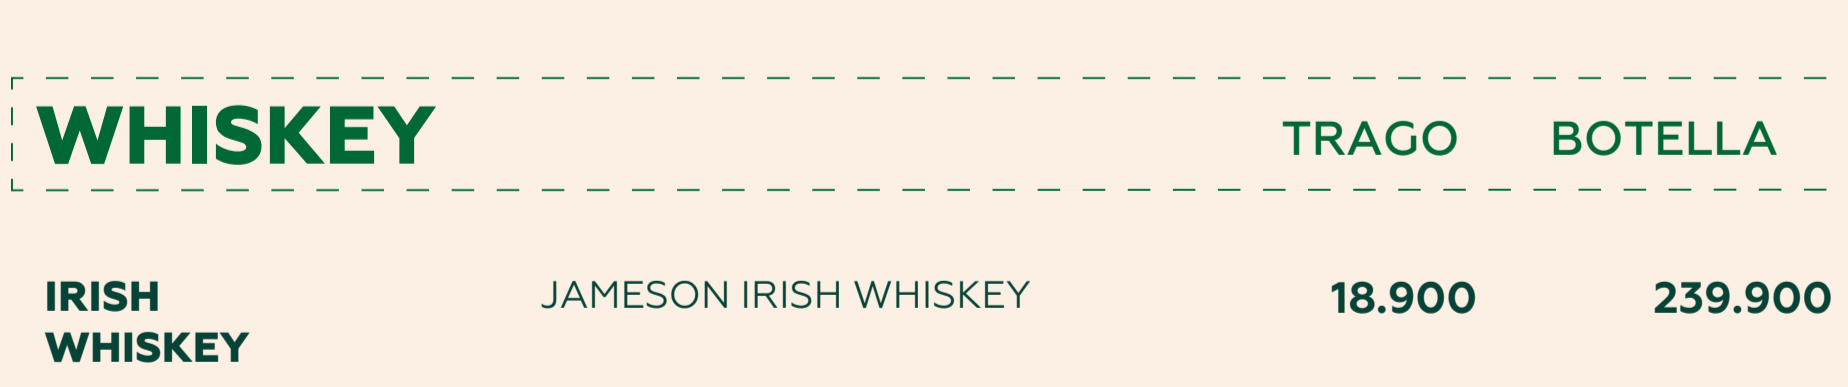 WHISKEY TRAGO BOTELLA
IRISH JAMESON IRISH WHISKEY 18.900 239.900
WHISKEY